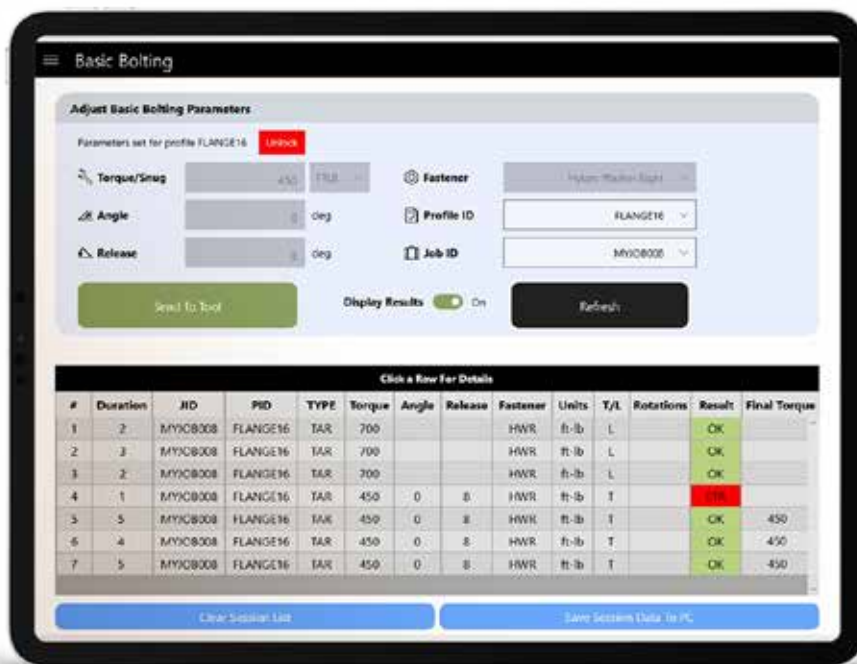 Basic Bolting
Adjust Basic Bolting Parameters
Parameters set for profile FLANGE16 Unlock
Torque/Snug 450 FTLB Fastener
Angle 0 deg Profile ID FLANGE16
Release deg Job ID MYJOB008
Send To Tool Display Results On Refresh
Click a Row For Details
# Duration JID PID TYPE Torque Angle Release Fastener Units T/L Rotations Result Final Torque
1 2 MYJOB008 FLANGE16 TAR 700 HWR ft-lb L OK
2 3 MYJOB008 FLANGE16 TAR 700 HWR ft-lb L OK
3 2 MYJOB008 FLANGE16 TAR 700 HWR ft-lb L OK
4 1 MYJOB008 FLANGE16 TAR 450 0 8 HWR ft-lb T
5 5 MYJOB008 FLANGE16 TAR 450 0 8 HWR ft-lb T OK 450
6 4 MYJOB008 FLANGE16 TAR 450 0 8 HWR ft-lb T OK 450
7 5 MYJOB008 FLANGE16 TAR 450 0 8 HWR ft-lb T OK 450
Clear Session List Save Session Data To PC